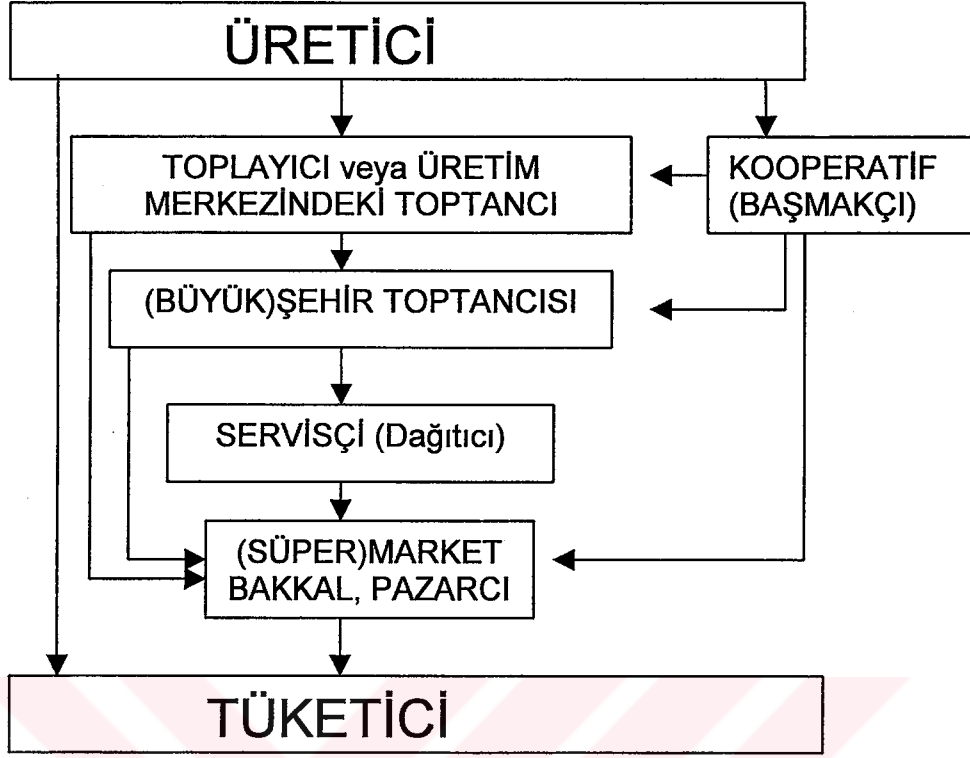 ÜRETİCİ
TOPLAYICI veya ÜRETİM
MERKEZİNDEKİ TOPTANCI
KOOPERATİF
(BAŞMAKÇI)
(BÜYÜK)ŞEHİR TOPTANCISI
SERVİSÇİ (Dağıtıcı)
(SÜPER)MARKET
BAKKAL, PAZARCI
TÜKETİCİ